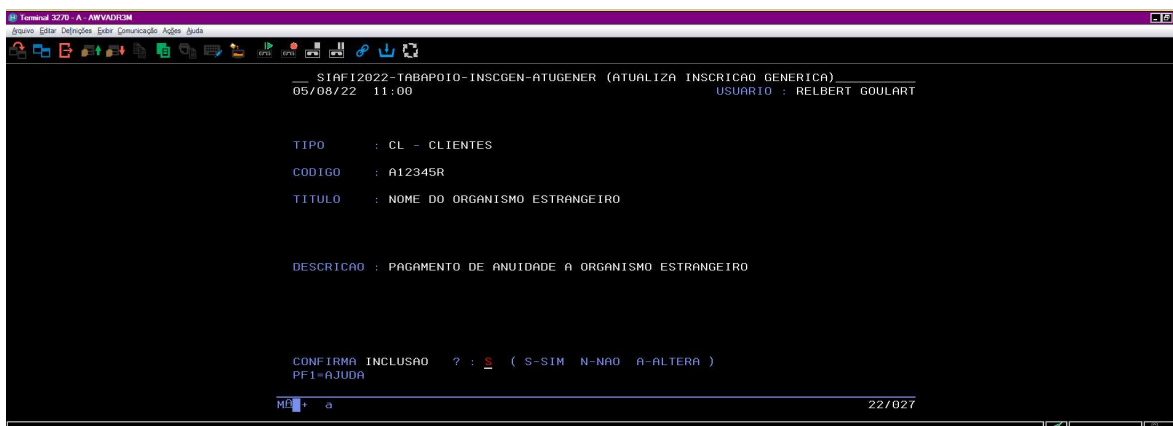 Terminal 3270 - A - AWVADR3M
Arquivo Editar Definições Exibir Comunicação Ações Ajuda
__ SIAFI2022-TABAPOIO-INSCGEN-ATUGENER (ATUALIZA INSCRICAO GENERICA)__________
05/08/22 11:00 USUARIO : RELBERT GOULART
TIPO : CL - CLIENTES
CODIGO : A12345R
TITULO : NOME DO ORGANISMO ESTRANGEIRO
DESCRICAO : PAGAMENTO DE ANUIDADE A ORGANISMO ESTRANGEIRO
CONFIRMA INCLUSAO ? : S ( S-SIM N-NAO A-ALTERA )
PF1=AJUDA
+ a 22/027